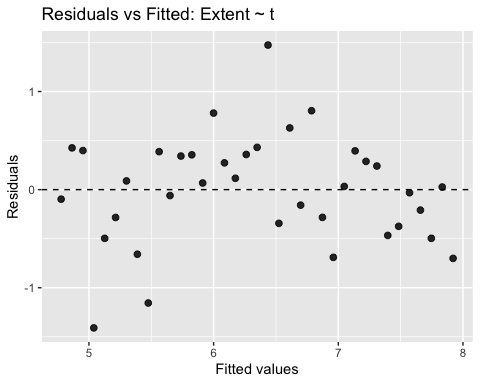 Residuals vs Fitted: Extent ~ t
1
0
-1
Residuals
5
6
7
8
Fitted values